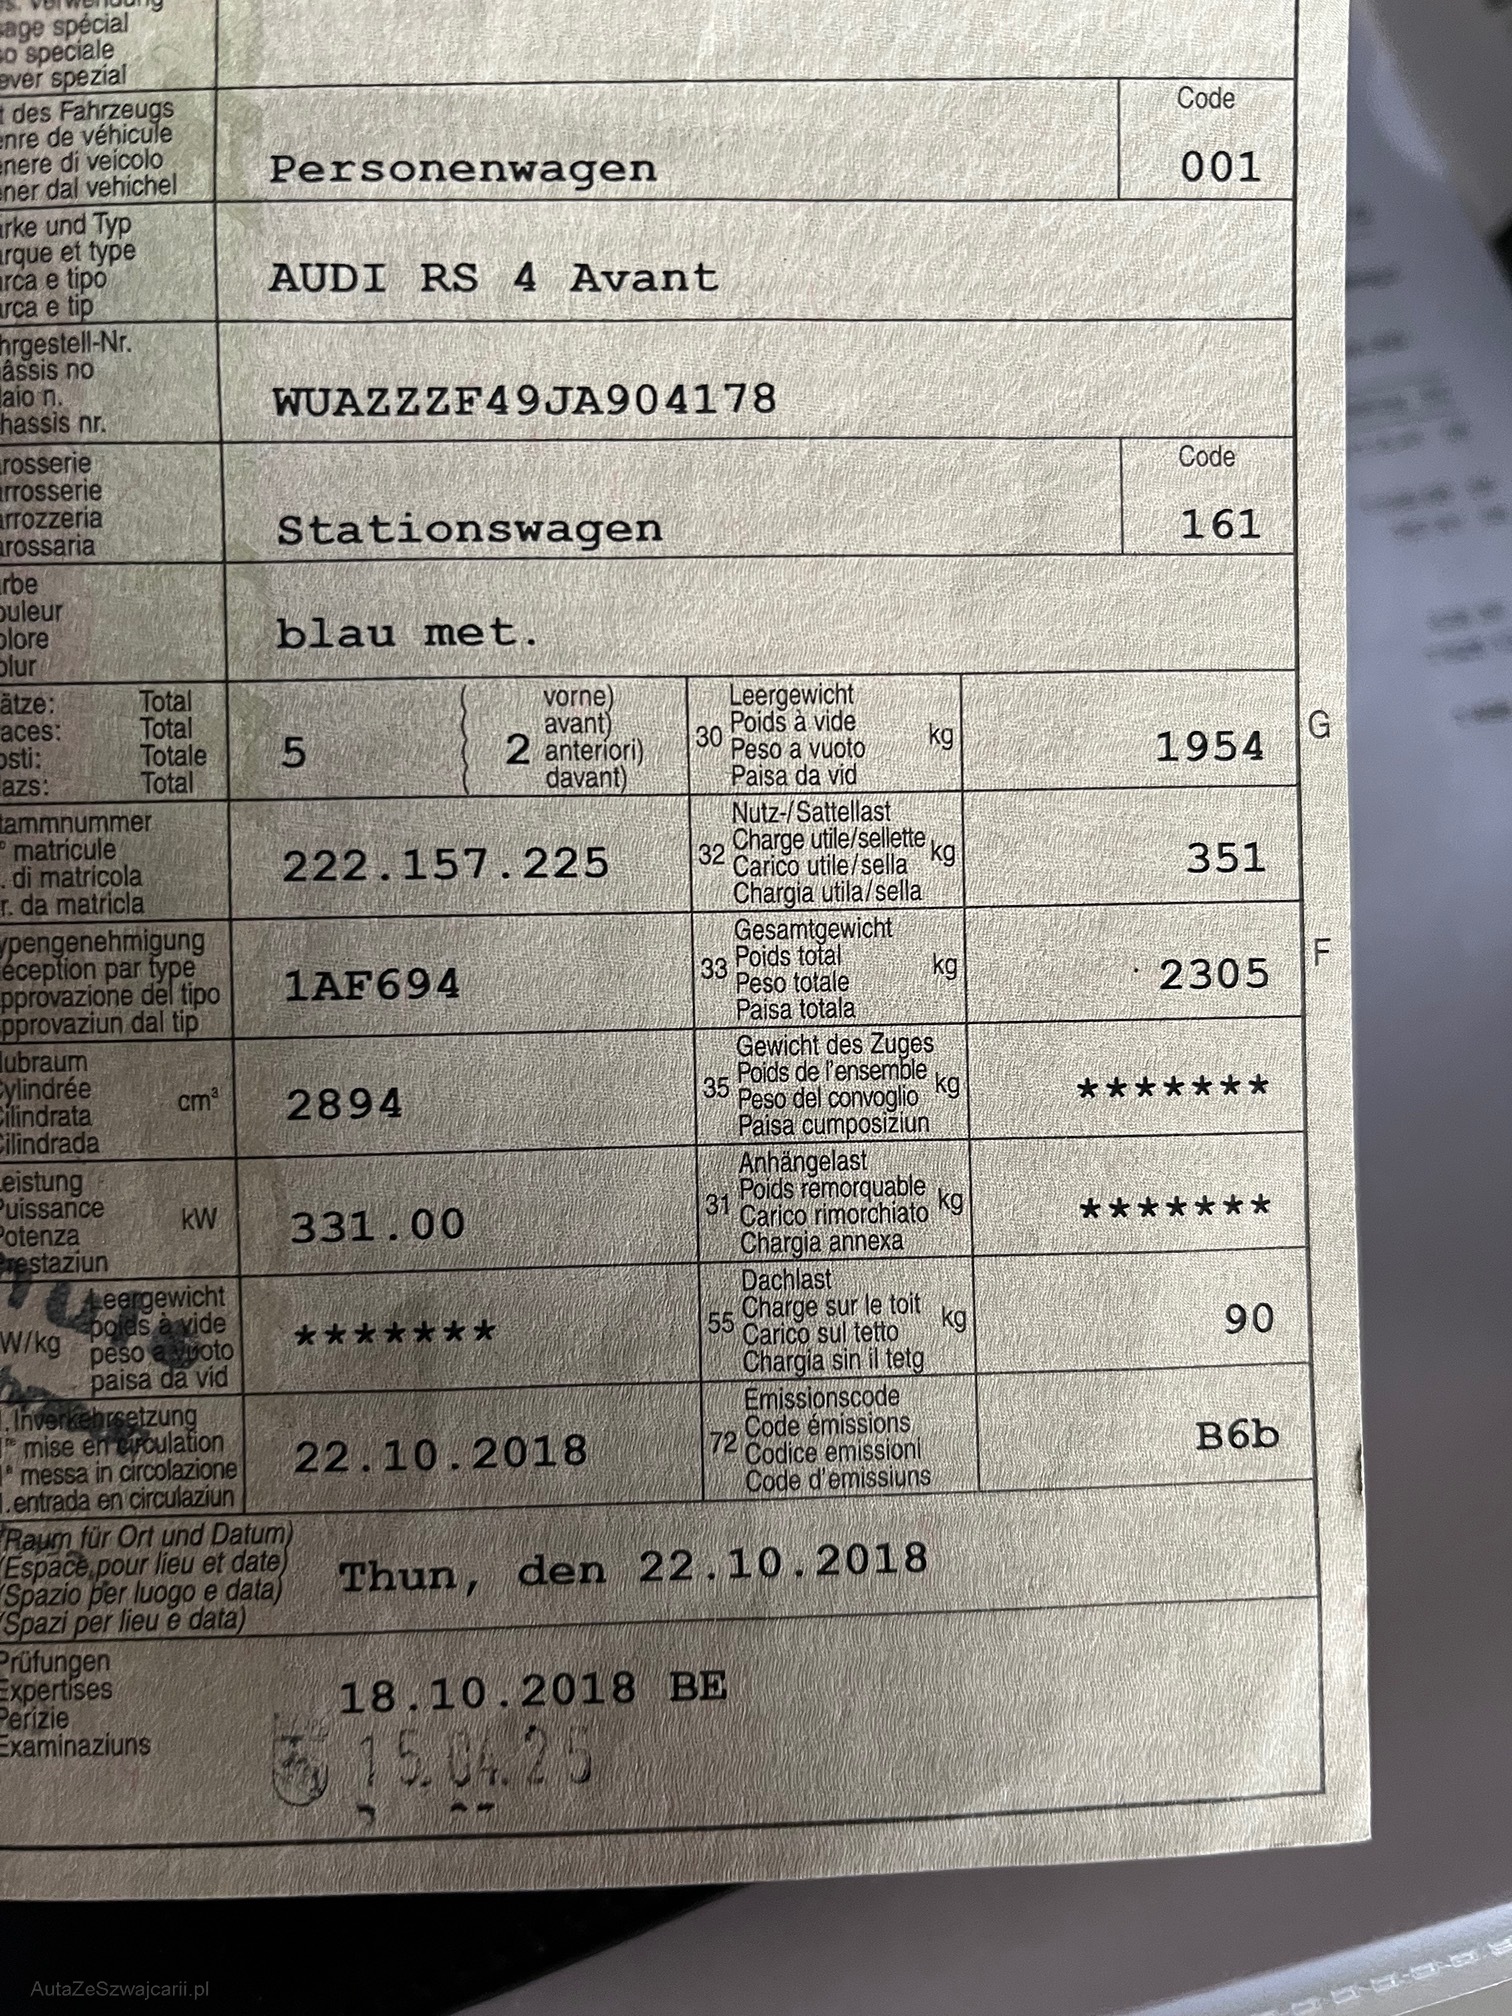 age spécial
so speciale
ever spezial
t des Fahrzeugs
enre de véhicule
enere di veicolo
ener dal vehichel
Personenwagen
Code
001
arke und Typ
arque et type
arca e tipo
arca e tip
AUDI RS 4 Avant
hrgestell-Nr.
âssis no
laio n.
hassis nr.
WUAZZZF49JA904178
rosserie
arrosserie
arrozzeria
arossaria
Stationswagen
Code
161
rbe
ouleur
olore
olur
blau met.
ätze: Total
aces: Total
osti: Totale
azs: Total
5
2
vorne)
avant)
anteriori)
davant)
30
Leergewicht
Poids à vide
Peso a vuoto
Paisa da vid
kg
1954
G
tammnummer
° matricule
. di matricola
r. da matricla
222.157.225
32
Nutz-/Sattellast
Charge utile/sellette
Carico utile/sella
Chargia utila/sella
kg
351
ypengenehmigung
éception par type
pprovazione del tipo
pprovaziun dal tip
1AF694
33
Gesamtgewicht
Poids total
Peso totale
Paisa totala
kg
2305
F
lubraum
Cylindrée
Cilindrata
Cilindrada
cm³
2894
35
Gewicht des Zuges
Poids de l'ensemble
Peso del convoglio
Paisa cumposiziun
kg
*******
eistung
Puissance
Potenza
restaziun
kW
331.00
31
Anhängelast
Poids remorquable
Carico rimorchiato
Chargia annexa
kg
*******
W/kg
Leergewicht
poids à vide
peso a vuoto
paisa da vid
*******
55
Dachlast
Charge sur le toit
Carico sul tetto
Chargia sin il tetg
kg
90
. Inverkehrsetzung
re mise en circulation
ª messa in circolazione
.entrada en circulaziun
22.10.2018
72
Emissionscode
Code émissions
Codice emissioni
Code d'emissiuns
B6b
(Raum für Ort und Datum)
(Espace pour lieu et date)
(Spazio per luogo e data)
(Spazi per lieu e data)
Thun, den 22.10.2018
Prüfungen
Expertises
Perizie
Examinaziuns
18.10.2018 BE
15.04.25
AutaZeSzwajcarii.pl